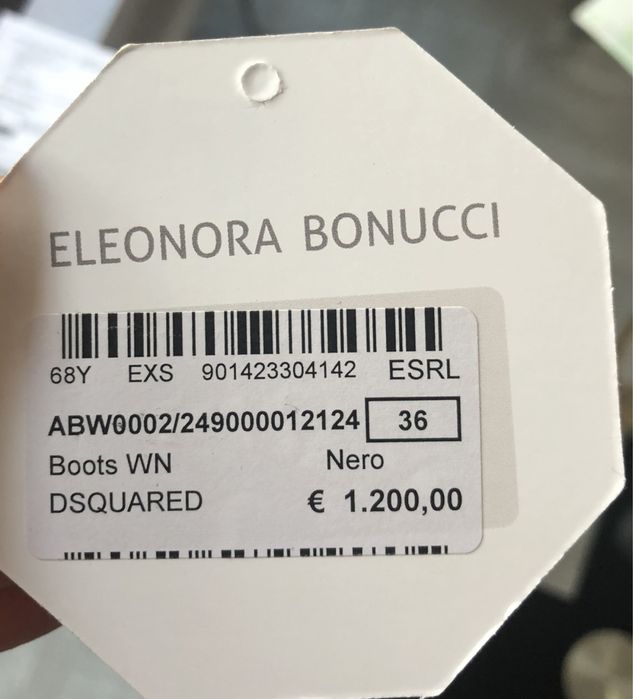 ELEONORA BONUCCI
68Y EXS 901423304142 ESRL
ABW0002/249000012124 36
Boots WN Nero
DSQUARED € 1.200,00